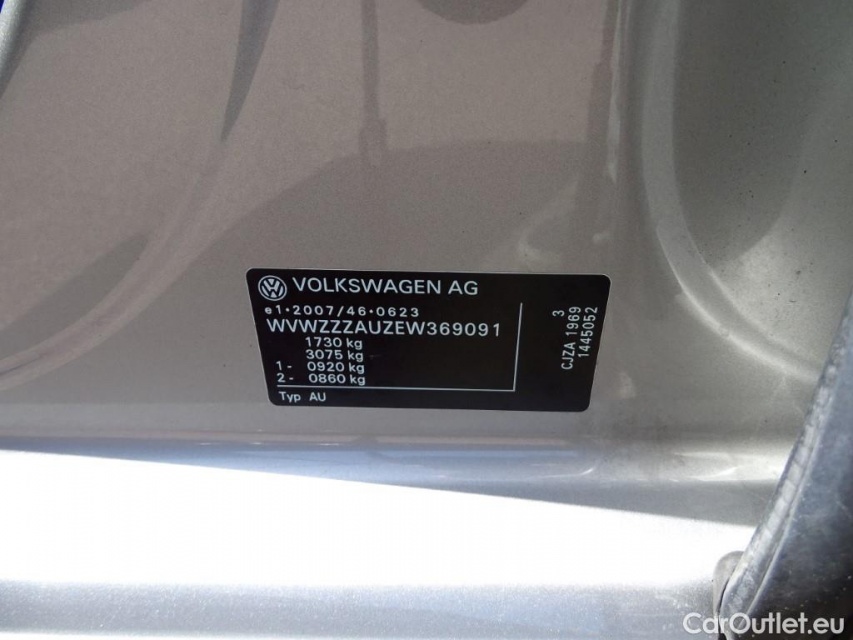 VOLKSWAGEN AG
e1·2007/46·0623
WVWZZZAUZEW369091
1730 kg
3075 kg
1- 0920 kg
2- 0860 kg
Typ AU
3
CJZA 1969
1445052
CarOutlet.eu